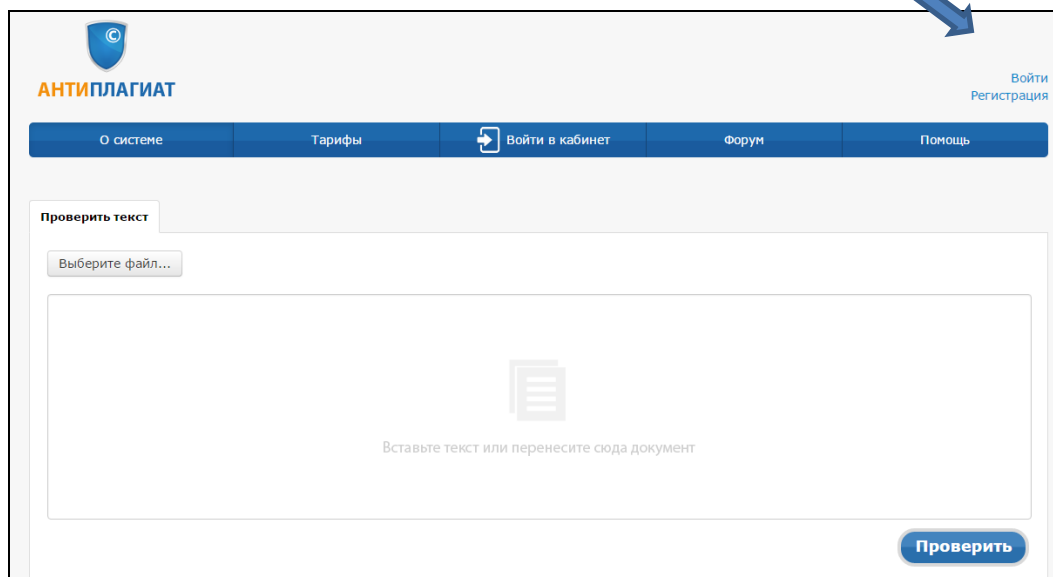 ©
АНТИПЛАГИАТ
Войти
Регистрация
О системе Тарифы Войти в кабинет Форум Помощь
Проверить текст
Выберите файл...
Вставьте текст или перенесите сюда документ
Проверить